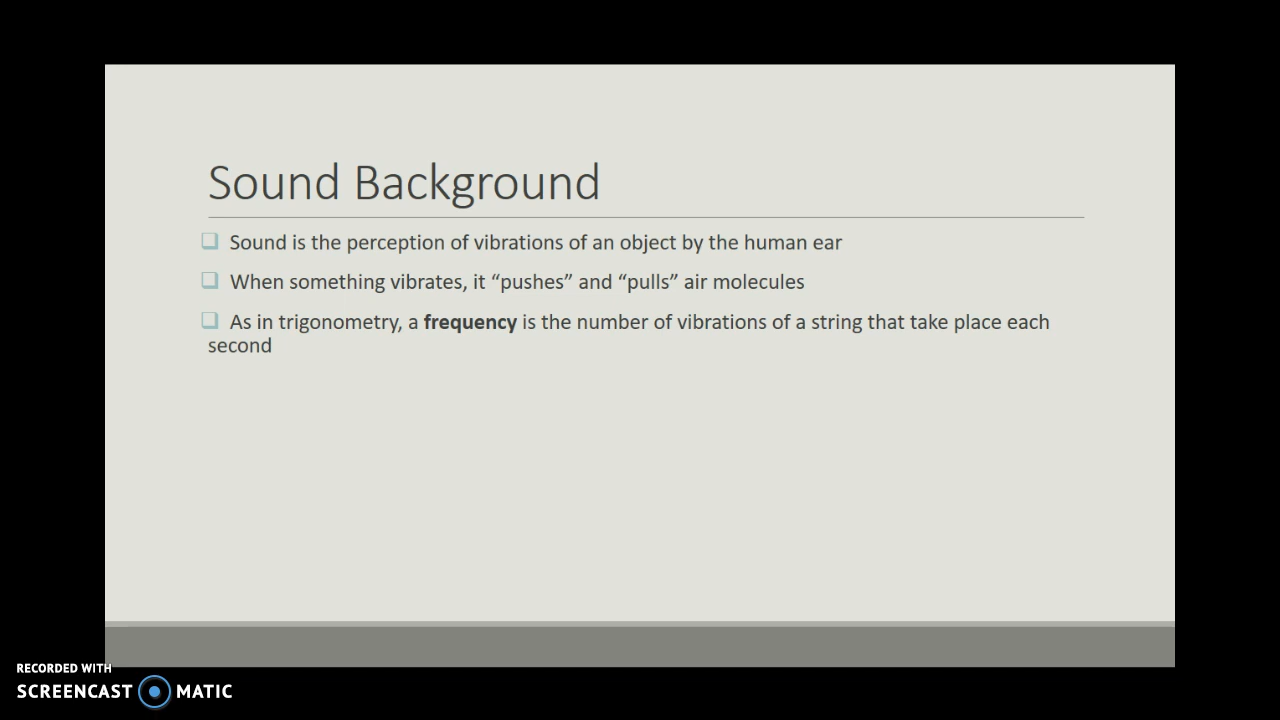 Sound Background
❑ Sound is the perception of vibrations of an object by the human ear
❑ When something vibrates, it “pushes” and “pulls” air molecules
❑ As in trigonometry, a frequency is the number of vibrations of a string that take place each
second
RECORDED WITH
SCREENCAST MATIC